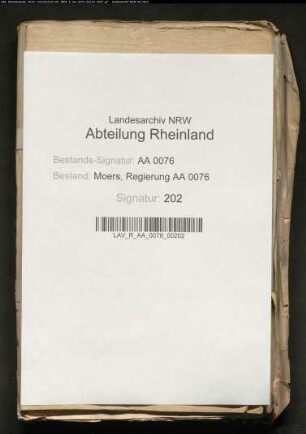 Landesarchiv NRW
Abteilung Rheinland
Bestands-Signatur: AA 0076
Bestand: Moers, Regierung AA 0076
Signatur: 202
LAV_R_AA_0076_00202